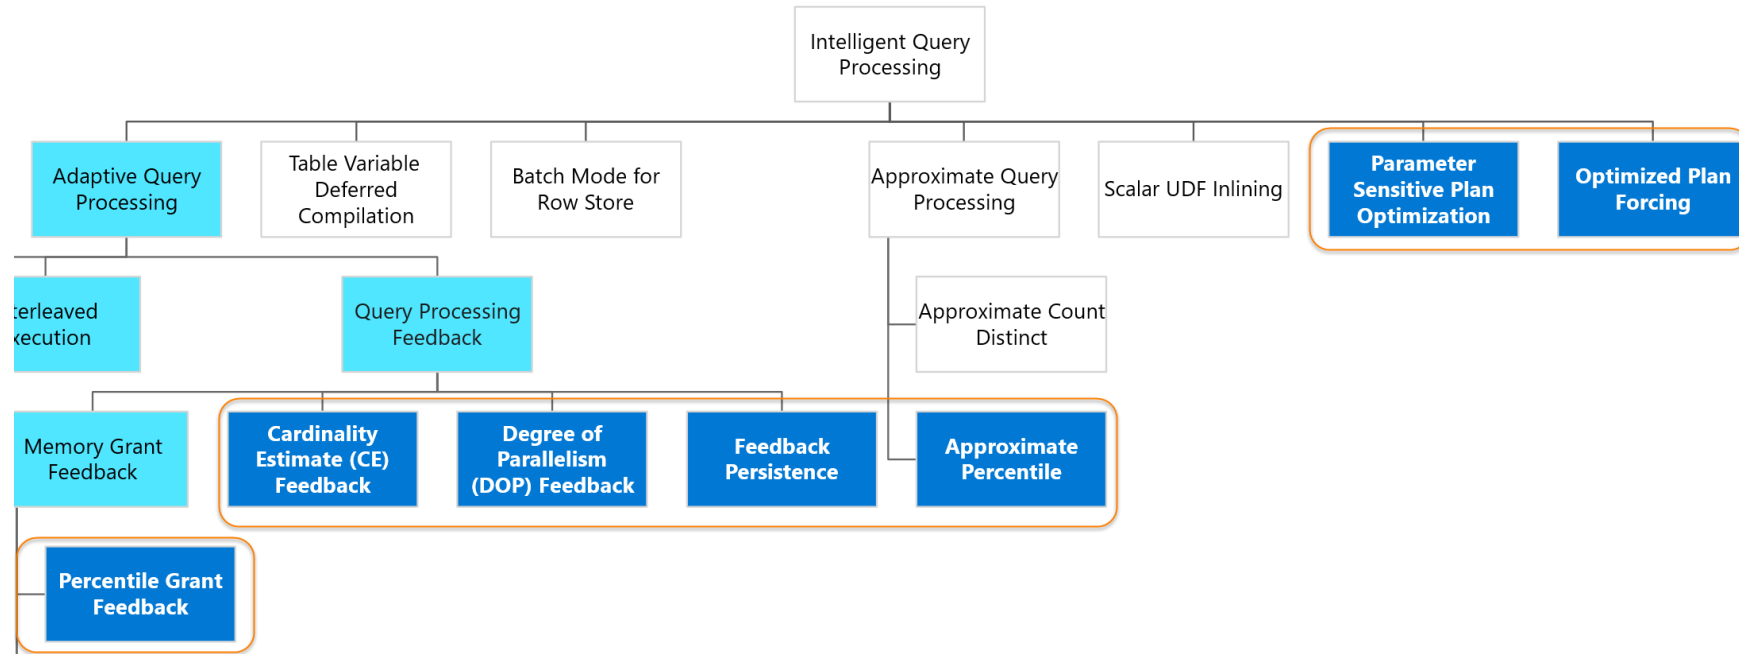 Intelligent Query
Processing
Adaptive Query
Processing
Table Variable
Deferred
Compilation
Batch Mode for
Row Store
Approximate Query
Processing
Scalar UDF Inlining
Parameter
Sensitive Plan
Optimization
Optimized Plan
Forcing
terleaved
xecution
Query Processing
Feedback
Approximate Count
Distinct
Memory Grant
Feedback
Cardinality
Estimate (CE)
Feedback
Degree of
Parallelism
(DOP) Feedback
Feedback
Persistence
Approximate
Percentile
Percentile Grant
Feedback